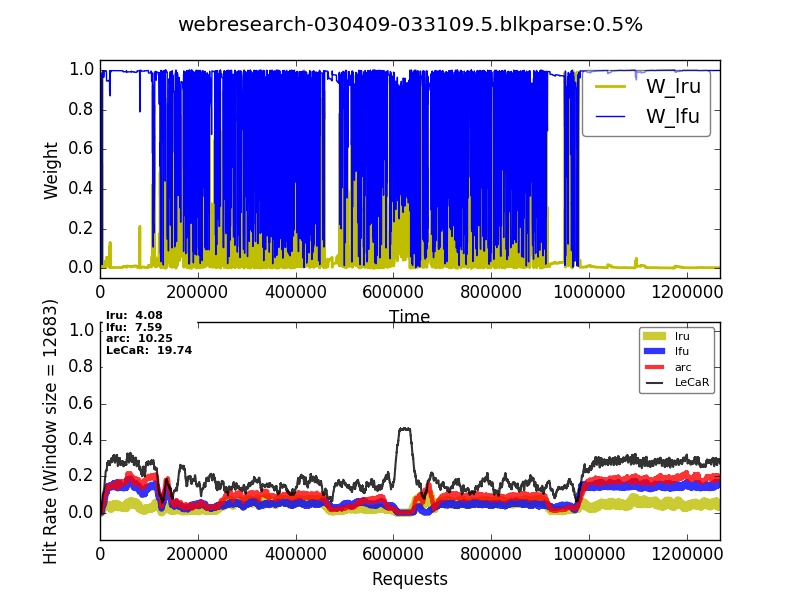 webresearch-030409-033109.5.blkparse:0.5%
1.0
0.8
0.6
0.4
0.2
0.0
Weight
W_lru
W_lfu
0 200000 400000 600000 800000 1000000 1200000
Time
lru: 4.08
lfu: 7.59
arc: 10.25
LeCaR: 19.74
1.0
0.8
0.6
0.4
0.2
0.0
Hit Rate (Window size = 12683)
lru
lfu
arc
LeCaR
0 200000 400000 600000 800000 1000000 1200000
Requests